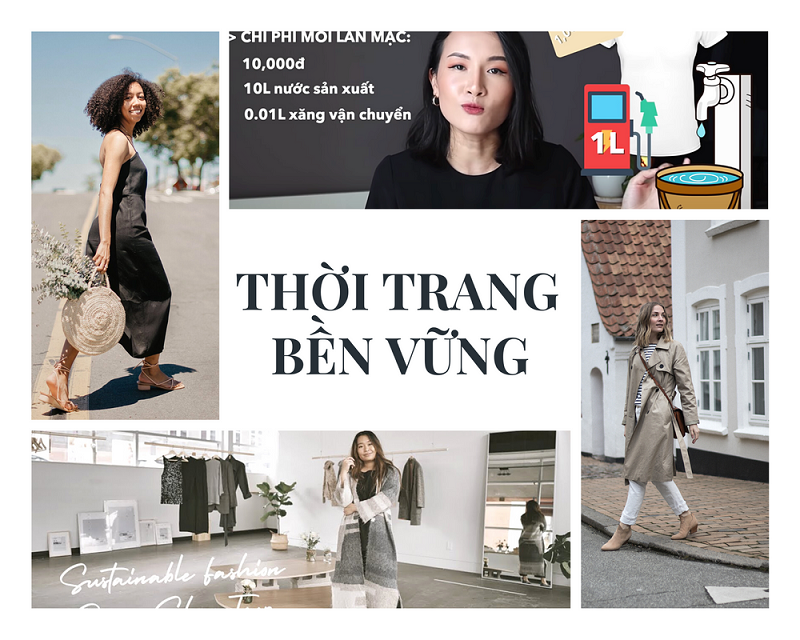 > CHI PHÍ MỖI LẦN MẶC:
10,000đ
10L nước sản xuất
0.01L xăng vận chuyển
1L
THỜI TRANG
BỀN VỮNG
Sustainable fashion